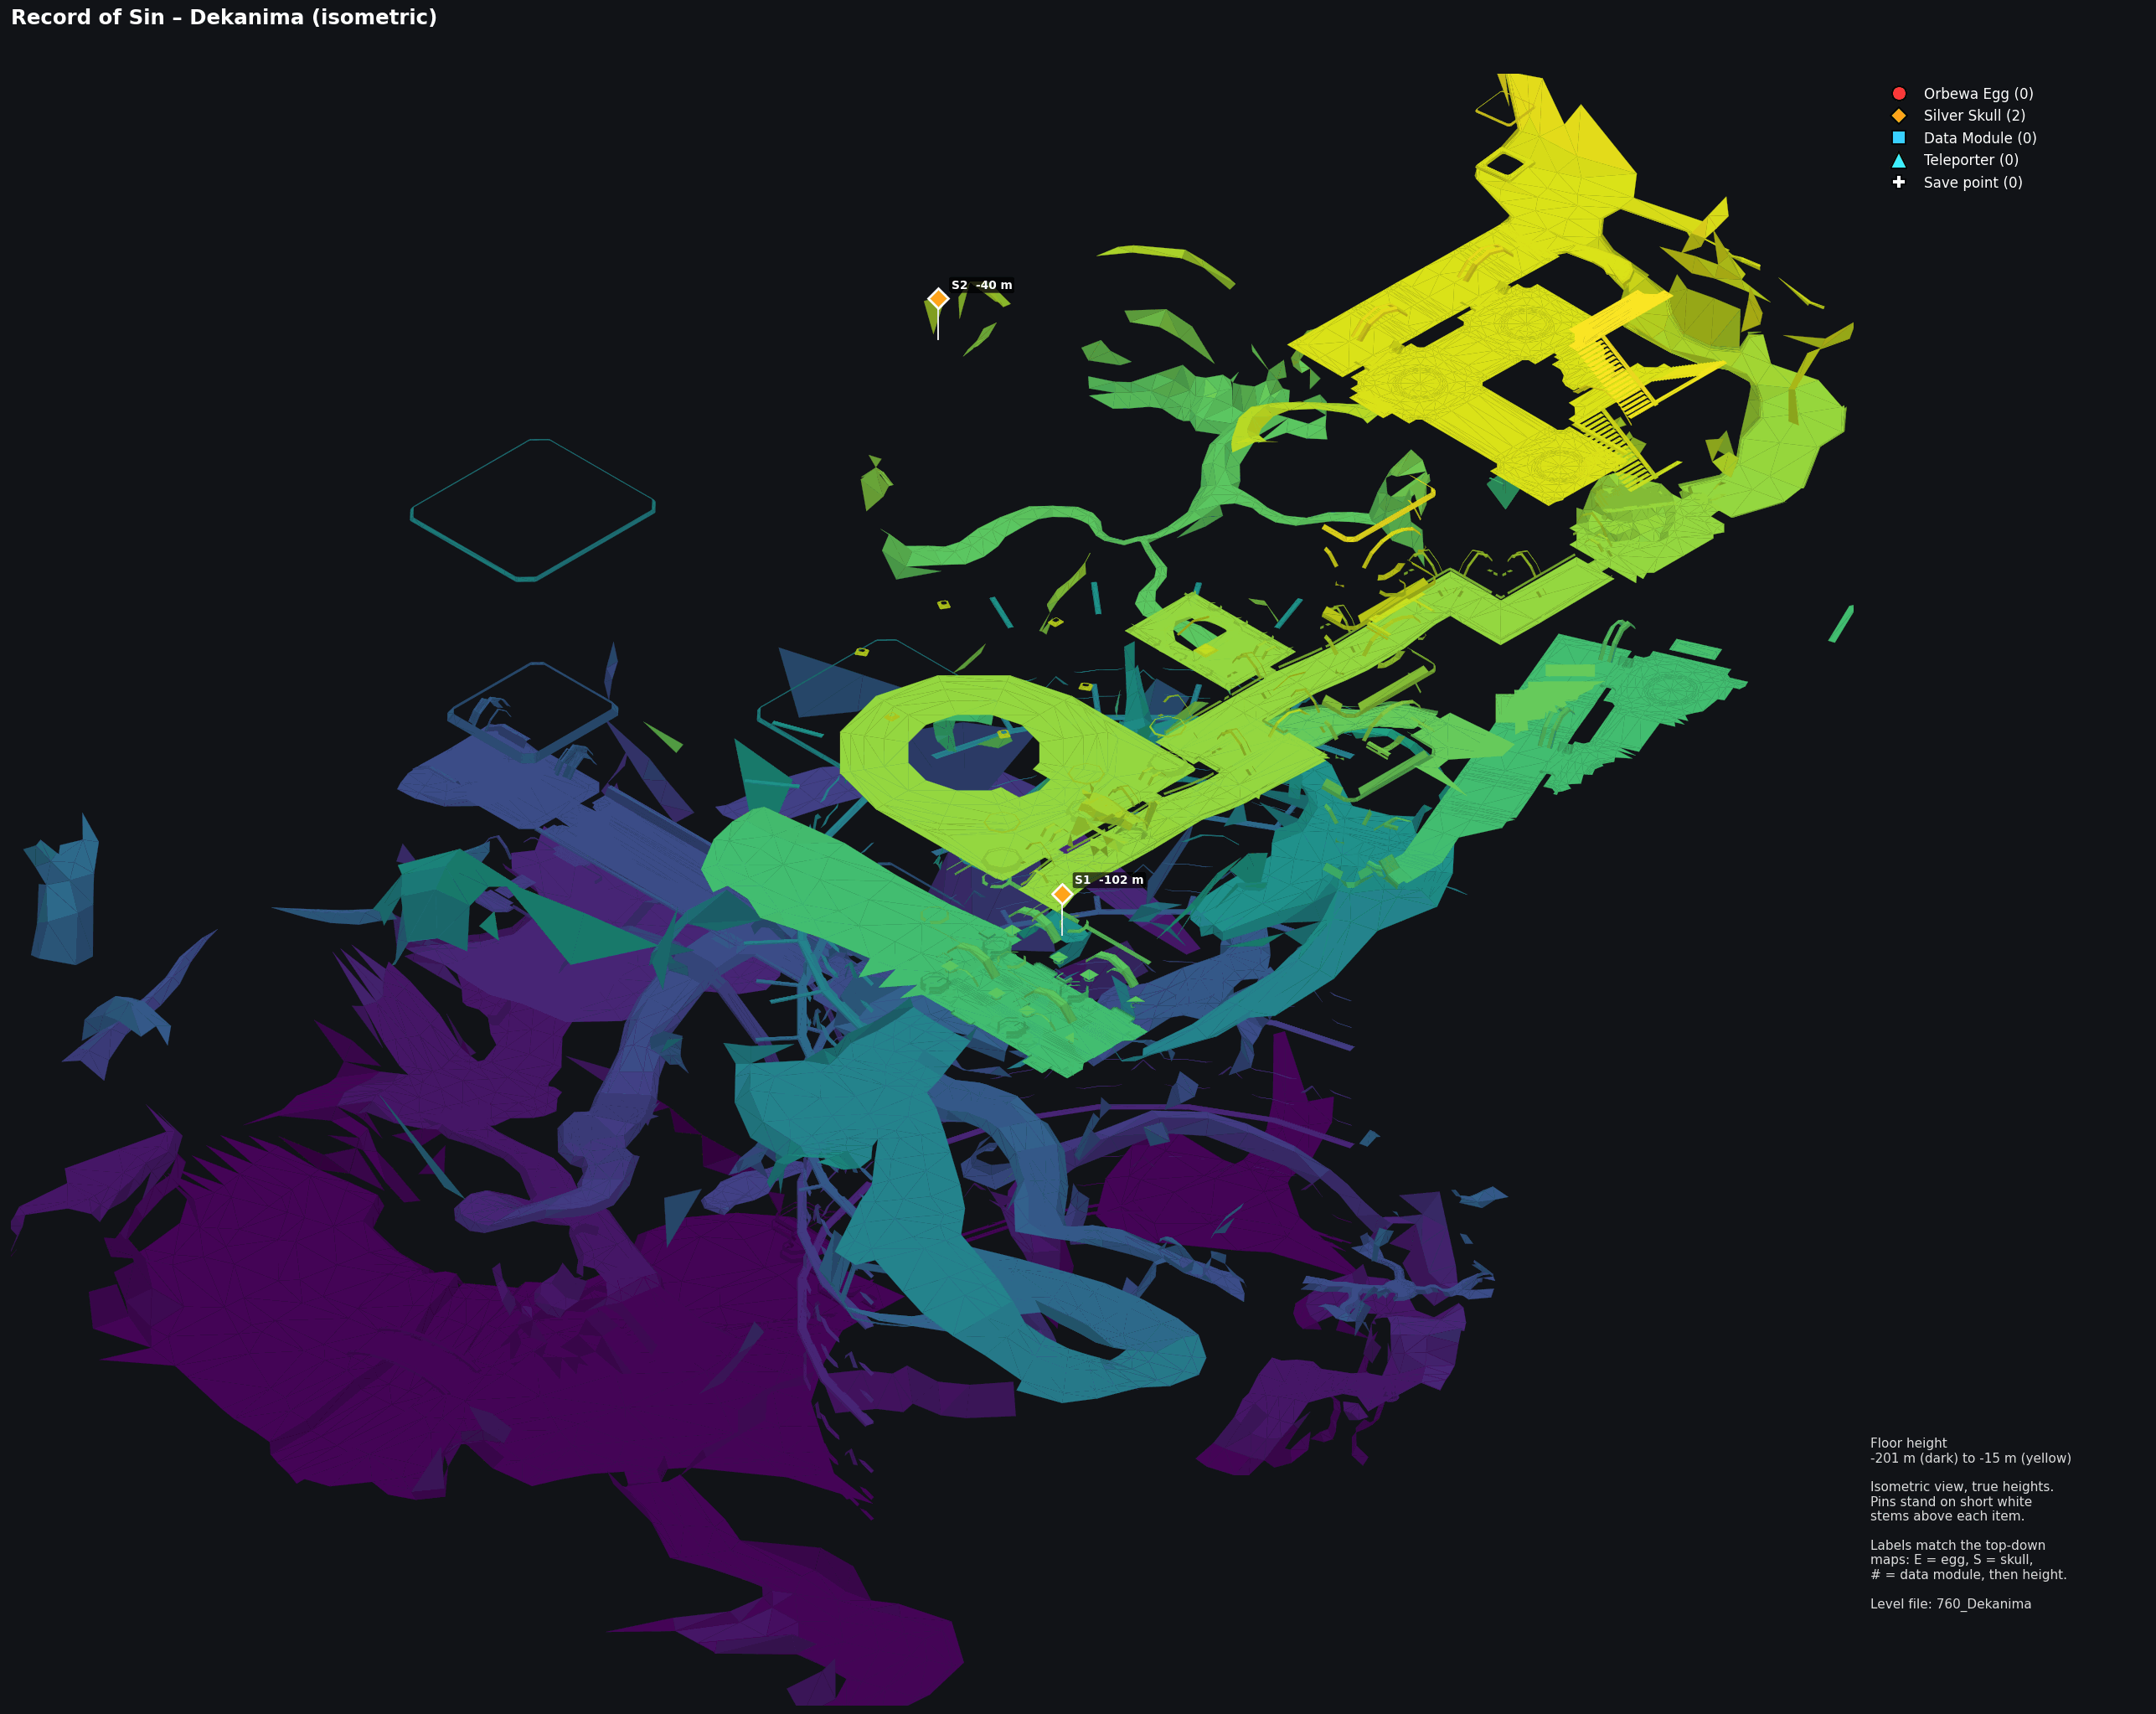 Record of Sin – Dekanima (isometric)
Orbewa Egg (0)
Silver Skull (2)
Data Module (0)
Teleporter (0)
Save point (0)
S2 -40 m
S1 -102 m
Floor height
-201 m (dark) to -15 m (yellow)
Isometric view, true heights.
Pins stand on short white
stems above each item.
Labels match the top-down
maps: E = egg, S = skull,
# = data module, then height.
Level file: 760_Dekanima